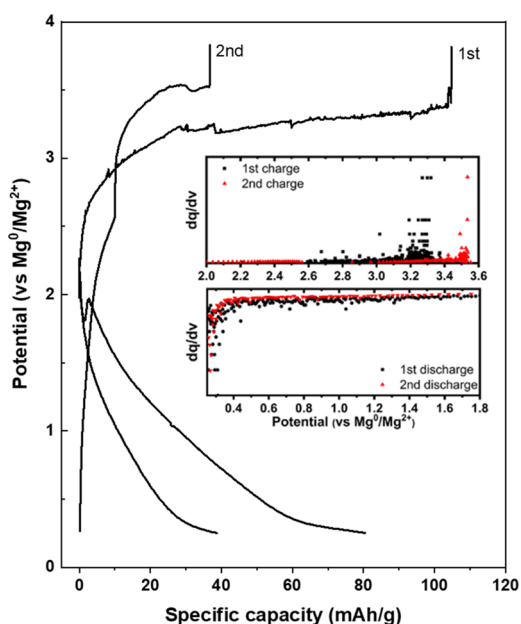 4
2nd
1st
3
1st charge
2nd charge
dq/dv
2.0 2.2 2.4 2.6 2.8 3.0 3.2 3.4 3.6
Potential (vs Mg⁰/Mg²⁺)
2
dq/dv
1st discharge
2nd discharge
0.4 0.6 0.8 1.0 1.2 1.4 1.6 1.8
Potential (vs Mg⁰/Mg²⁺)
1
0
0 20 40 60 80 100 120
Specific capacity (mAh/g)